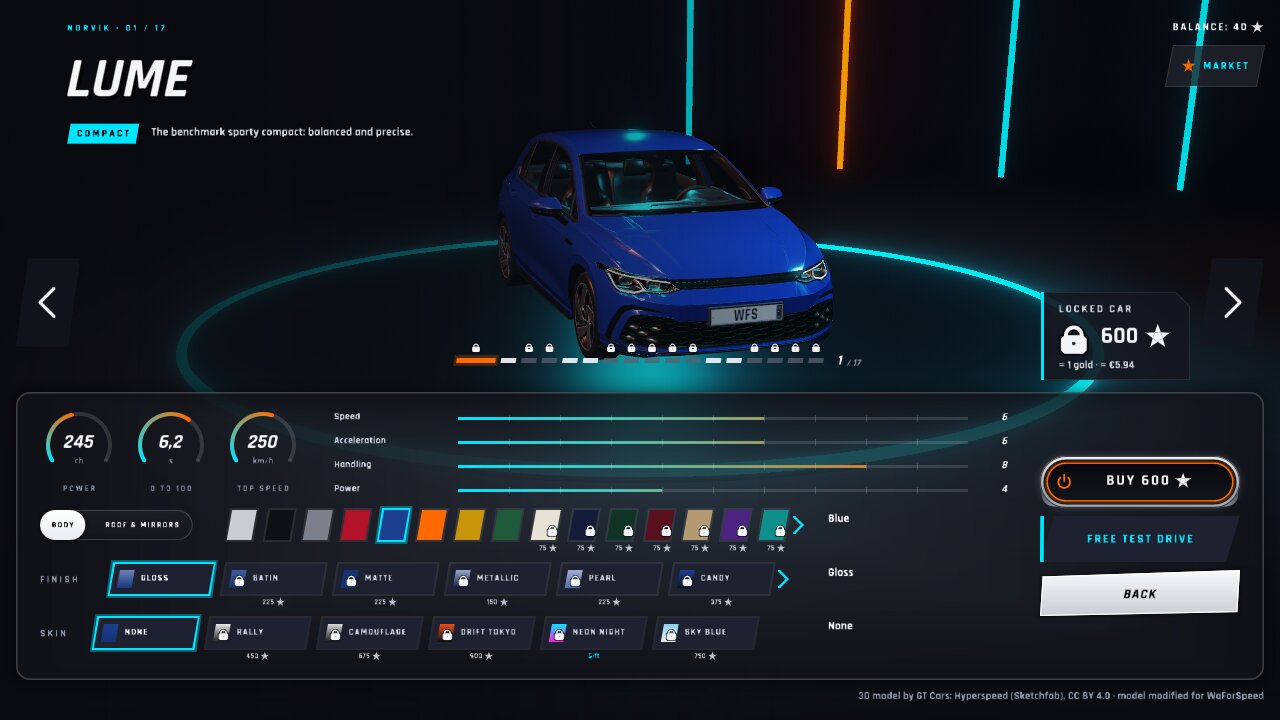 NORVIK · 01 / 17
LUME
COMPACT The benchmark sporty compact: balanced and precise.
BALANCE: 40 ★
★ MARKET
WFS
1 / 17
LOCKED CAR
600 ★
= 1 gold · ≈ €5.94
245 ch POWER
6,2 s 0 TO 100
250 km/h TOP SPEED
Speed 6
Acceleration 6
Handling 8
Power 4
BODY ROOF & MIRRORS
75 ★ 75 ★ 75 ★ 75 ★ 75 ★ 75 ★ 75 ★
Blue
FINISH GLOSS SATIN MATTE METALLIC PEARL CANDY
225 ★ 225 ★ 150 ★ 225 ★ 375 ★
Gloss
SKIN NONE RALLY CAMOUFLAGE DRIFT TOKYO NEON NIGHT SKY BLUE
450 ★ 675 ★ 900 ★ Gift 750 ★
None
BUY 600 ★
FREE TEST DRIVE
BACK
3D model by GT Cars: Hyperspeed (Sketchfab), CC BY 4.0 · model modified for WaForSpeed